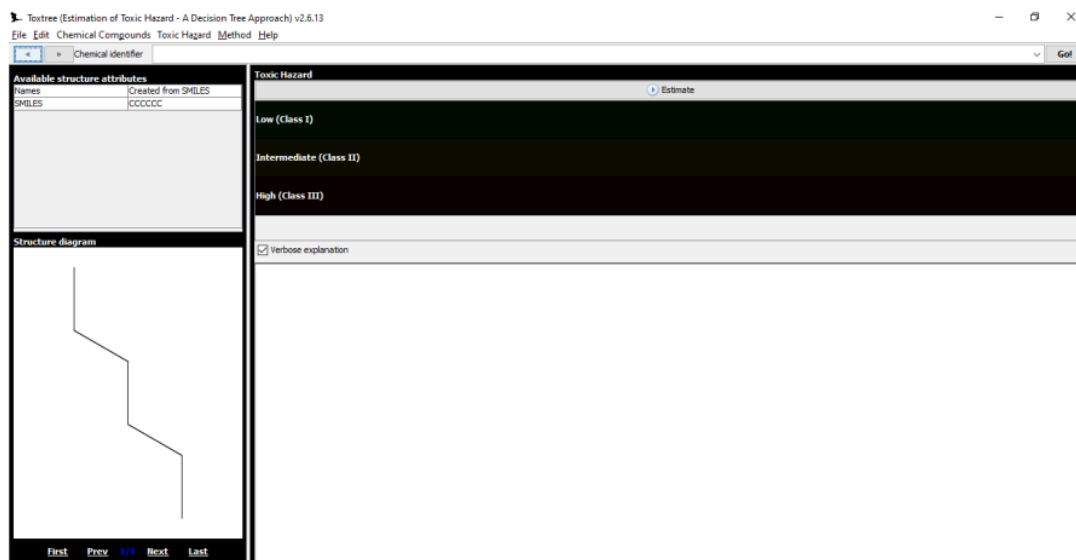 Toxtree (Estimation of Toxic Hazard - A Decision Tree Approach) v2.6.13
File Edit Chemical Compounds Toxic Hazard Method Help
« » Chemical identifier Go!
Available structure attributes
Names Created from SMILES
SMILES CCCCCC
Structure diagram
First Prev 1/1 Next Last
Toxic Hazard
Estimate
Low (Class I)
Intermediate (Class II)
High (Class III)
Verbose explanation